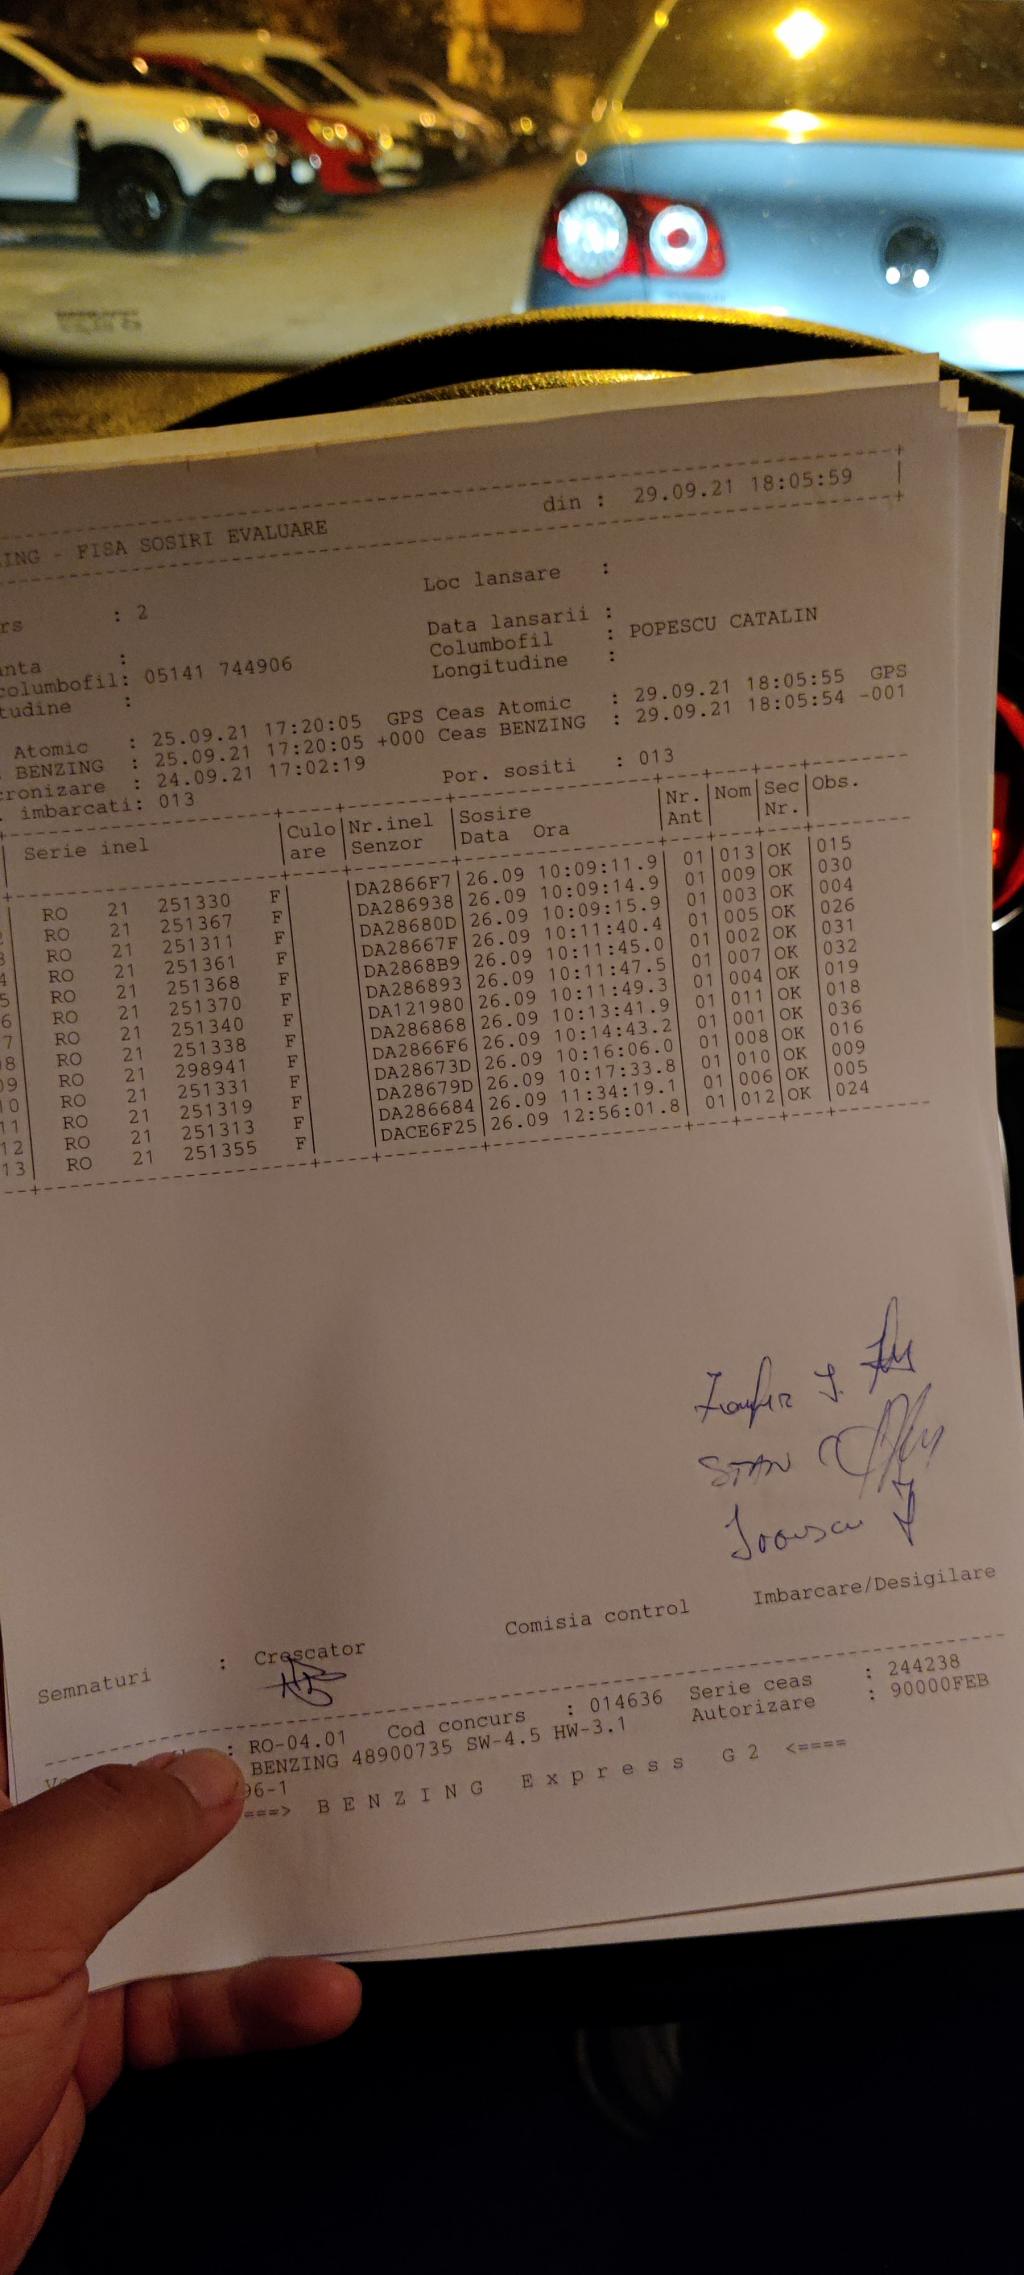 ING - FISA SOSIRI EVALUARE din : 29.09.21 18:05:59
rs : 2 Loc lansare :
anta : Data lansarii :
columbofil: 05141 744906 Columbofil : POPESCU CATALIN
tudine : Longitudine :
Atomic : 25.09.21 17:20:05 GPS Ceas Atomic : 29.09.21 18:05:55 GPS
BENZING : 25.09.21 17:20:05 +000 Ceas BENZING : 29.09.21 18:05:54 -001
ronizare : 24.09.21 17:02:19
imbarcati: 013 Por. sositi : 013
Serie inel |Culo|Nr.inel|Sosire |Nr.|Nom|Sec|Obs.
are |Senzor |Data Ora |Ant| |Nr.|
RO 21 251330 F DA2866F7 26.09 10:09:11.9 01 013 OK 015
2 RO 21 251367 F DA286938 26.09 10:09:14.9 01 009 OK 030
3 RO 21 251311 F DA28680D 26.09 10:09:15.9 01 003 OK 004
4 RO 21 251361 F DA28667F 26.09 10:11:40.4 01 005 OK 026
5 RO 21 251368 F DA2868B9 26.09 10:11:45.0 01 002 OK 031
6 RO 21 251370 F DA286893 26.09 10:11:47.5 01 007 OK 032
7 RO 21 251340 F DA121980 26.09 10:11:49.3 01 004 OK 019
08 RO 21 251338 F DA286868 26.09 10:13:41.9 01 011 OK 018
09 RO 21 298941 F DA2866F6 26.09 10:14:43.2 01 001 OK 036
10 RO 21 251331 F DA28673D 26.09 10:16:06.0 01 008 OK 016
11 RO 21 251319 F DA28679D 26.09 10:17:33.8 01 010 OK 009
12 RO 21 251313 F DA286684 26.09 11:34:19.1 01 006 OK 005
13 RO 21 251355 F DACE6F25 26.09 12:56:01.8 01 012 OK 024
STAN
Semnaturi : Crescator Comisia control Imbarcare/Desigilare
: RO-04.01 Cod concurs : 014636 Serie ceas : 244238
BENZING 48900735 SW-4.5 HW-3.1 Autorizare : 90000FEB
96-1
===> B E N Z I N G E x p r e s s G 2 <====